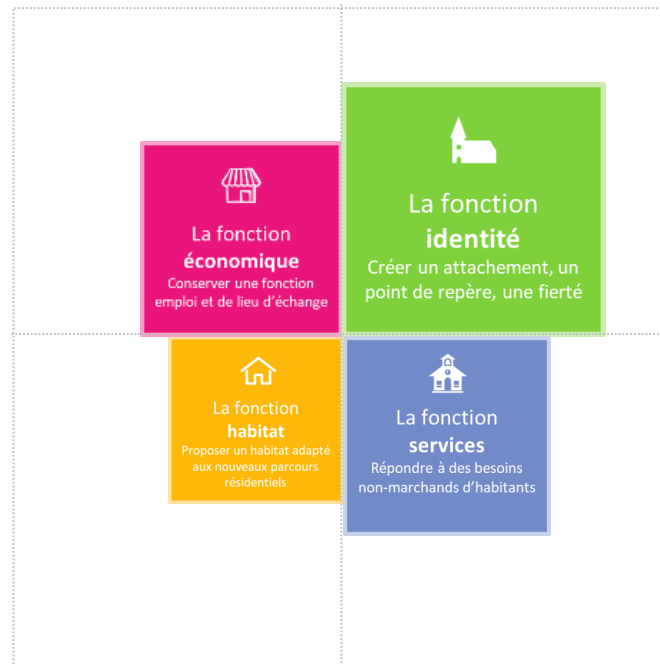 La fonction
économique
Conserver une fonction
emploi et de lieu d'échange
La fonction
identité
Créer un attachement, un
point de repère, une fierté
La fonction
habitat
Proposer un habitat adapté
aux nouveaux parcours
résidentiels
La fonction
services
Répondre à des besoins
non-marchands d'habitants